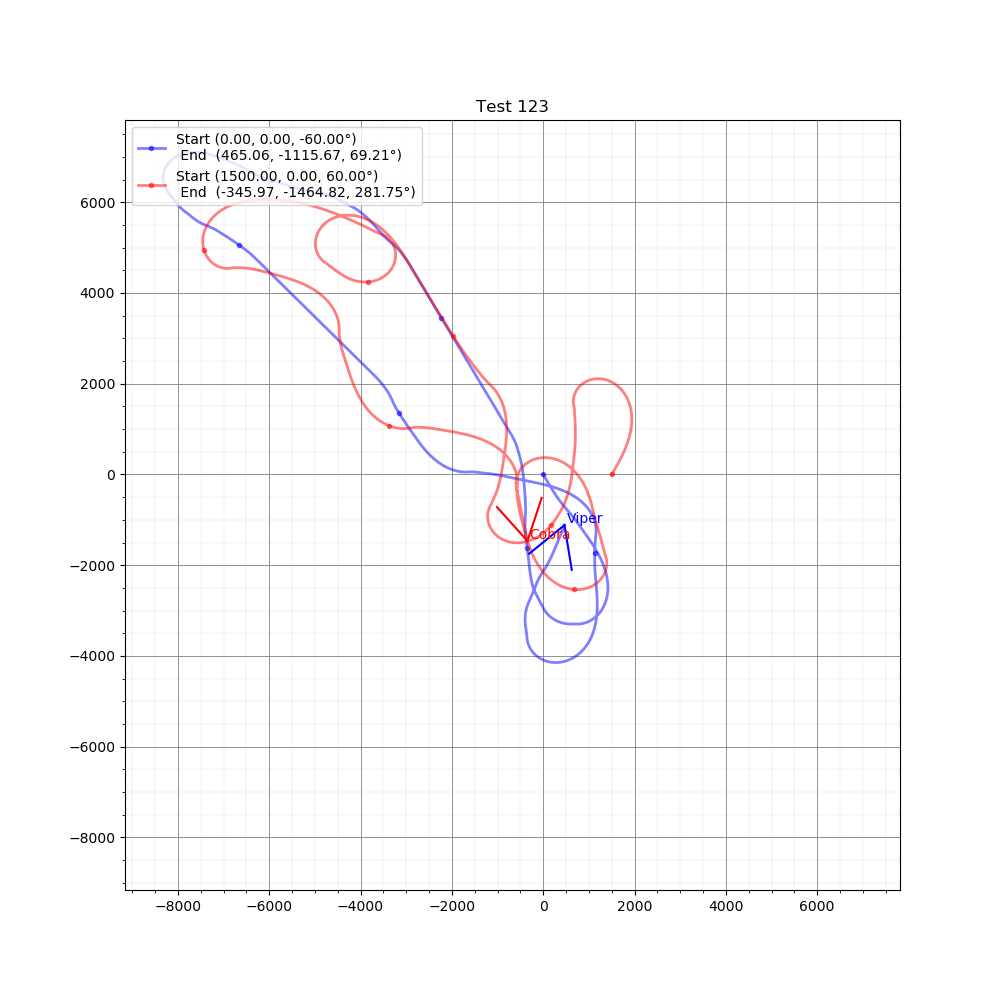 Test 123
Start (0.00, 0.00, -60.00°)
End (465.06, -1115.67, 69.21°)
Start (1500.00, 0.00, 60.00°)
End (-345.97, -1464.82, 281.75°)
6000
4000
2000
0
−2000
−4000
−6000
−8000
Viper
Cobra
−8000 −6000 −4000 −2000 0 2000 4000 6000